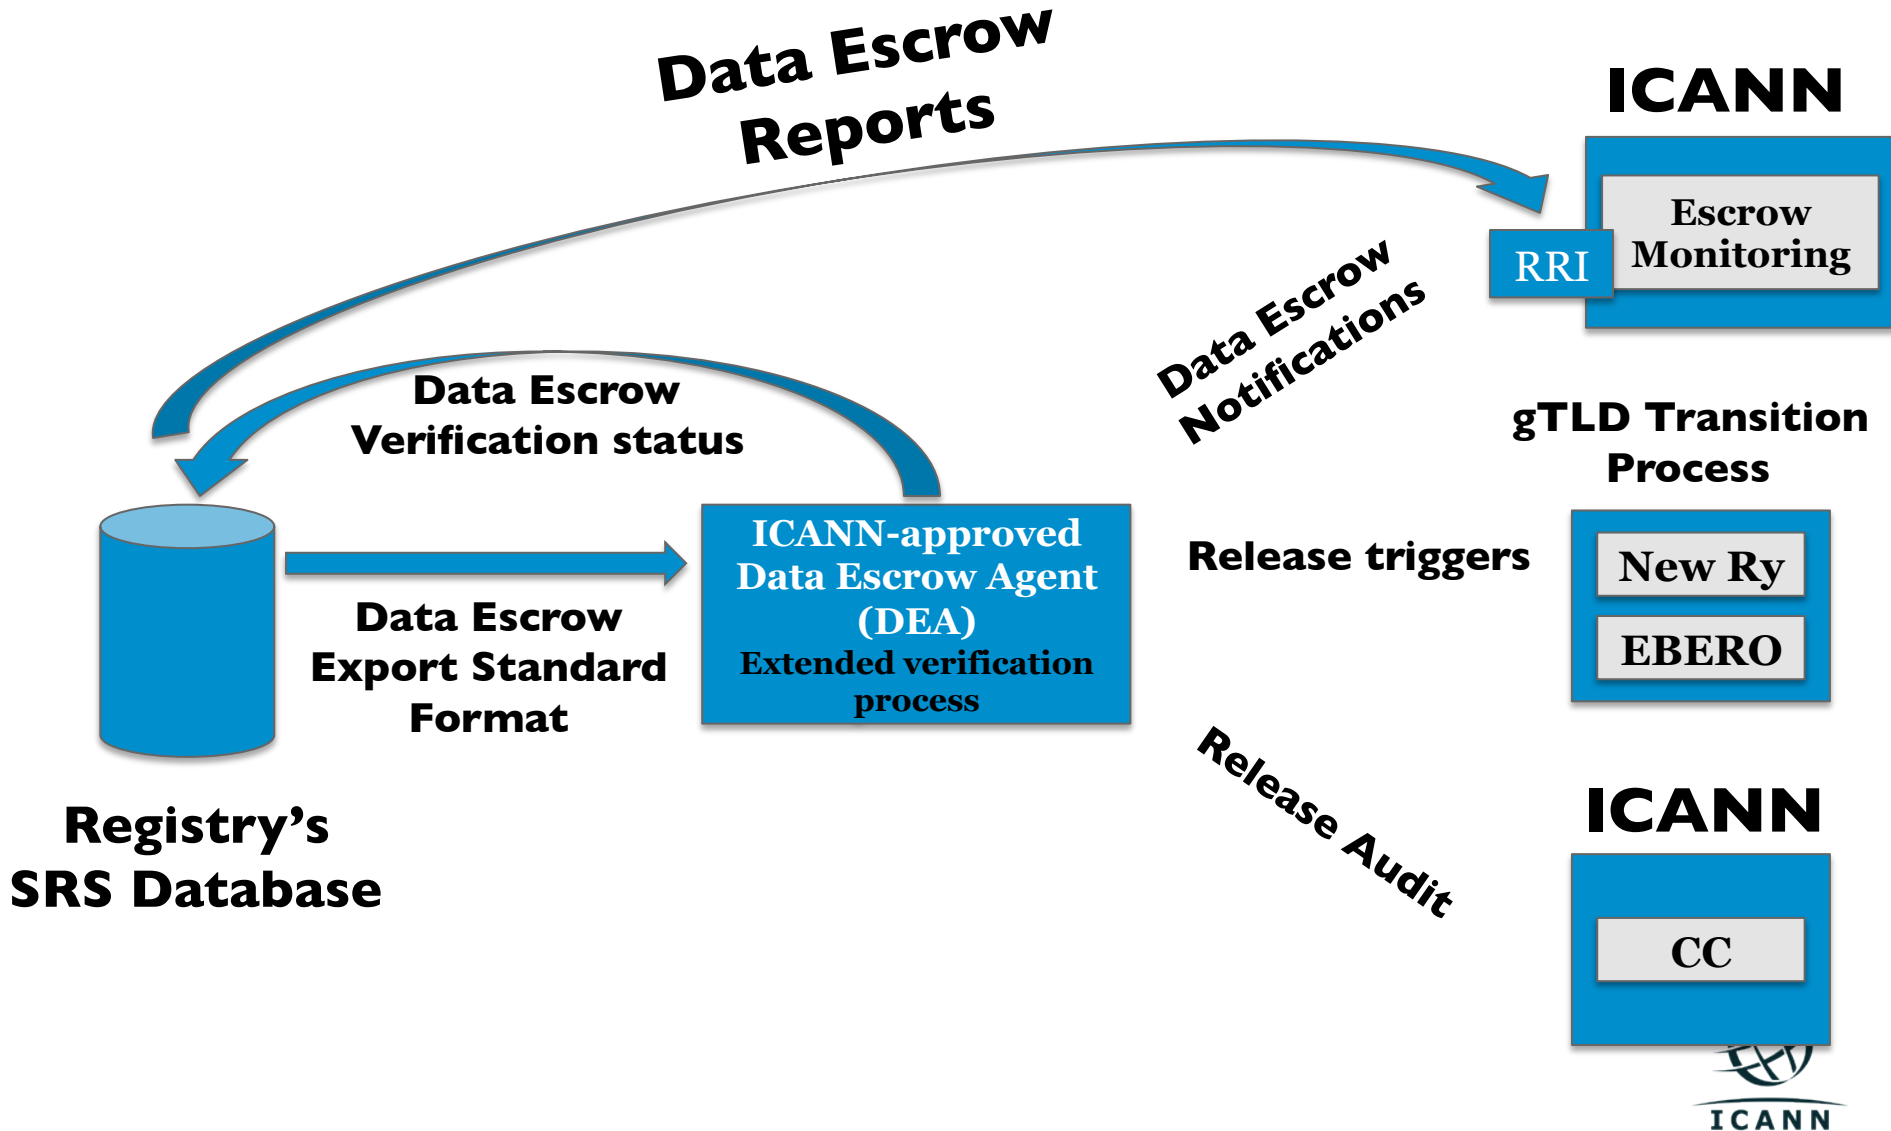 Data Escrow
Reports
ICANN
Escrow
Monitoring
RRI
Data Escrow
Notifications
Data Escrow
Verification status
gTLD Transition
Process
ICANN-approved
Data Escrow Agent
(DEA)
Extended verification
process
Release triggers
New Ry
EBERO
Data Escrow
Export Standard
Format
Release Audit
Registry’s
SRS Database
ICANN
CC
ICANN